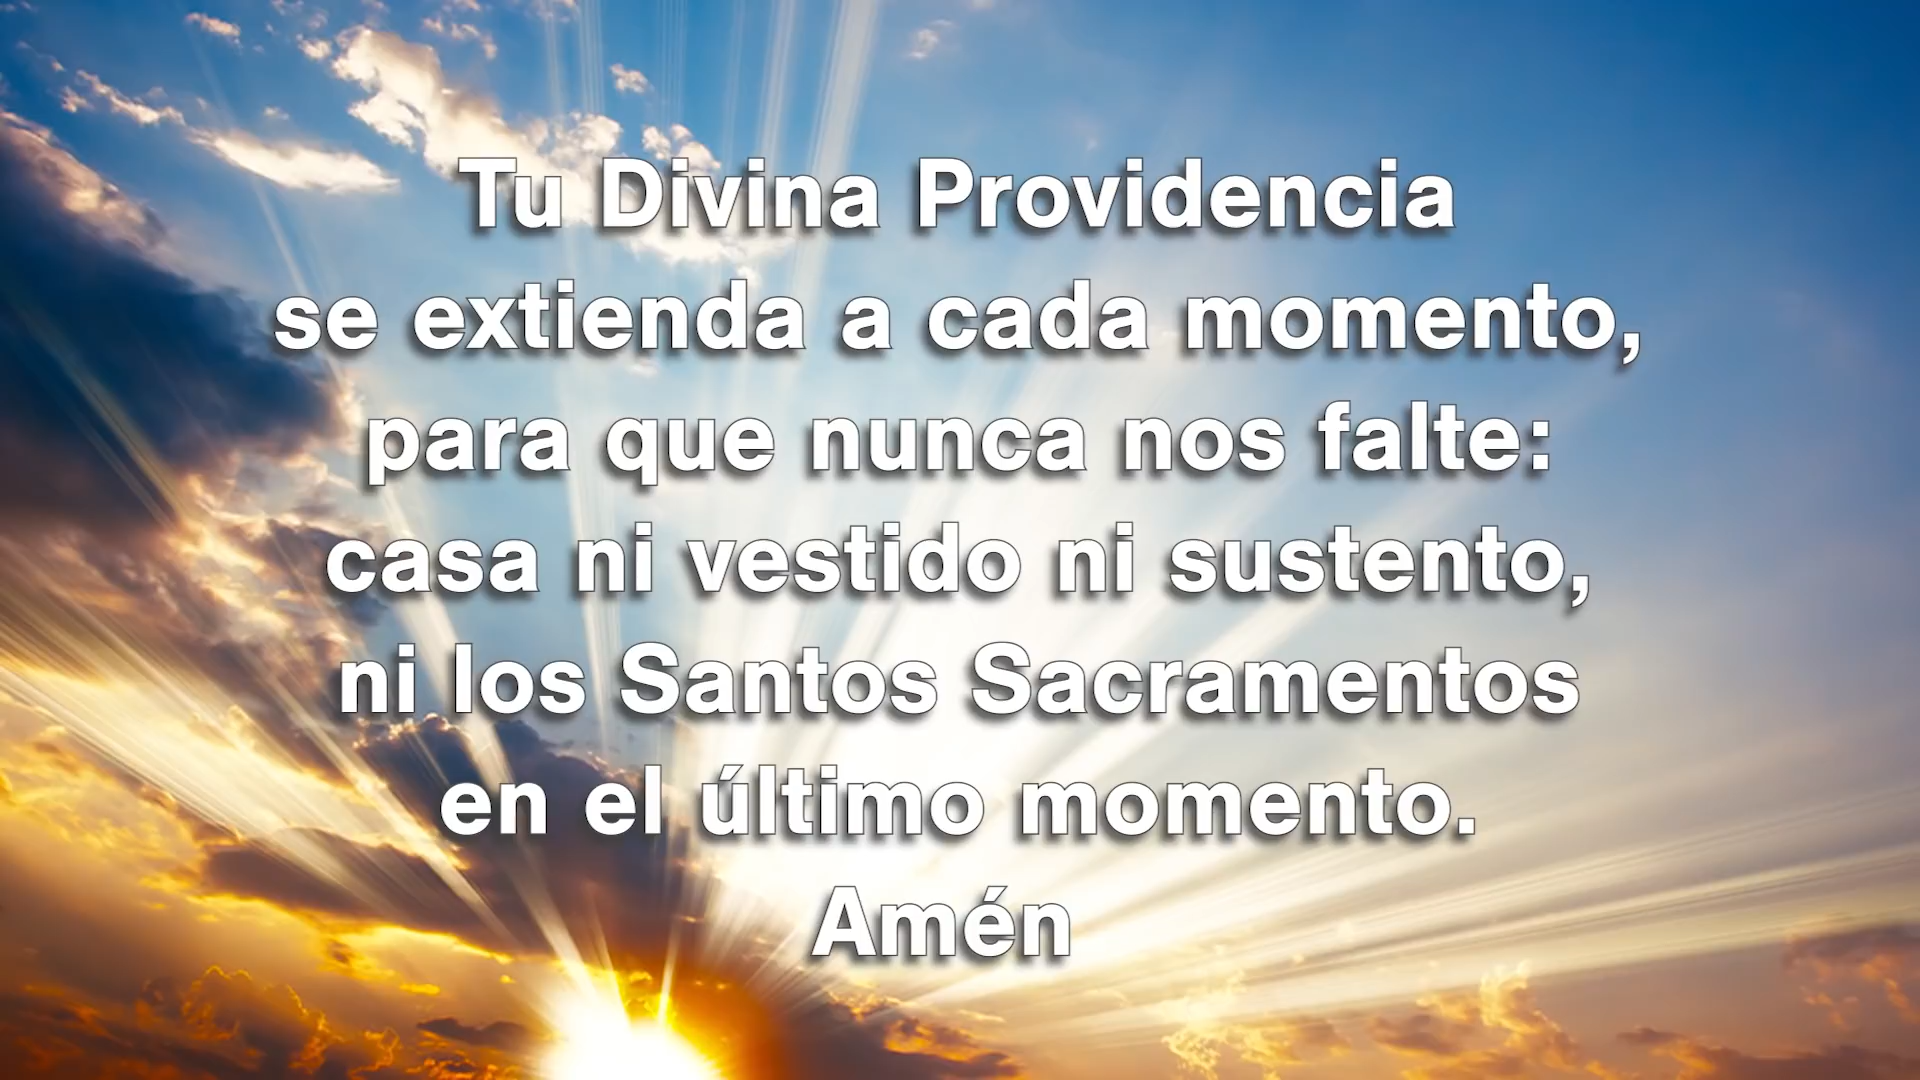 Tu Divina Providencia
se extienda a cada momento,
para que nunca nos falte:
casa ni vestido ni sustento,
ni los Santos Sacramentos
en el último momento.
Amén